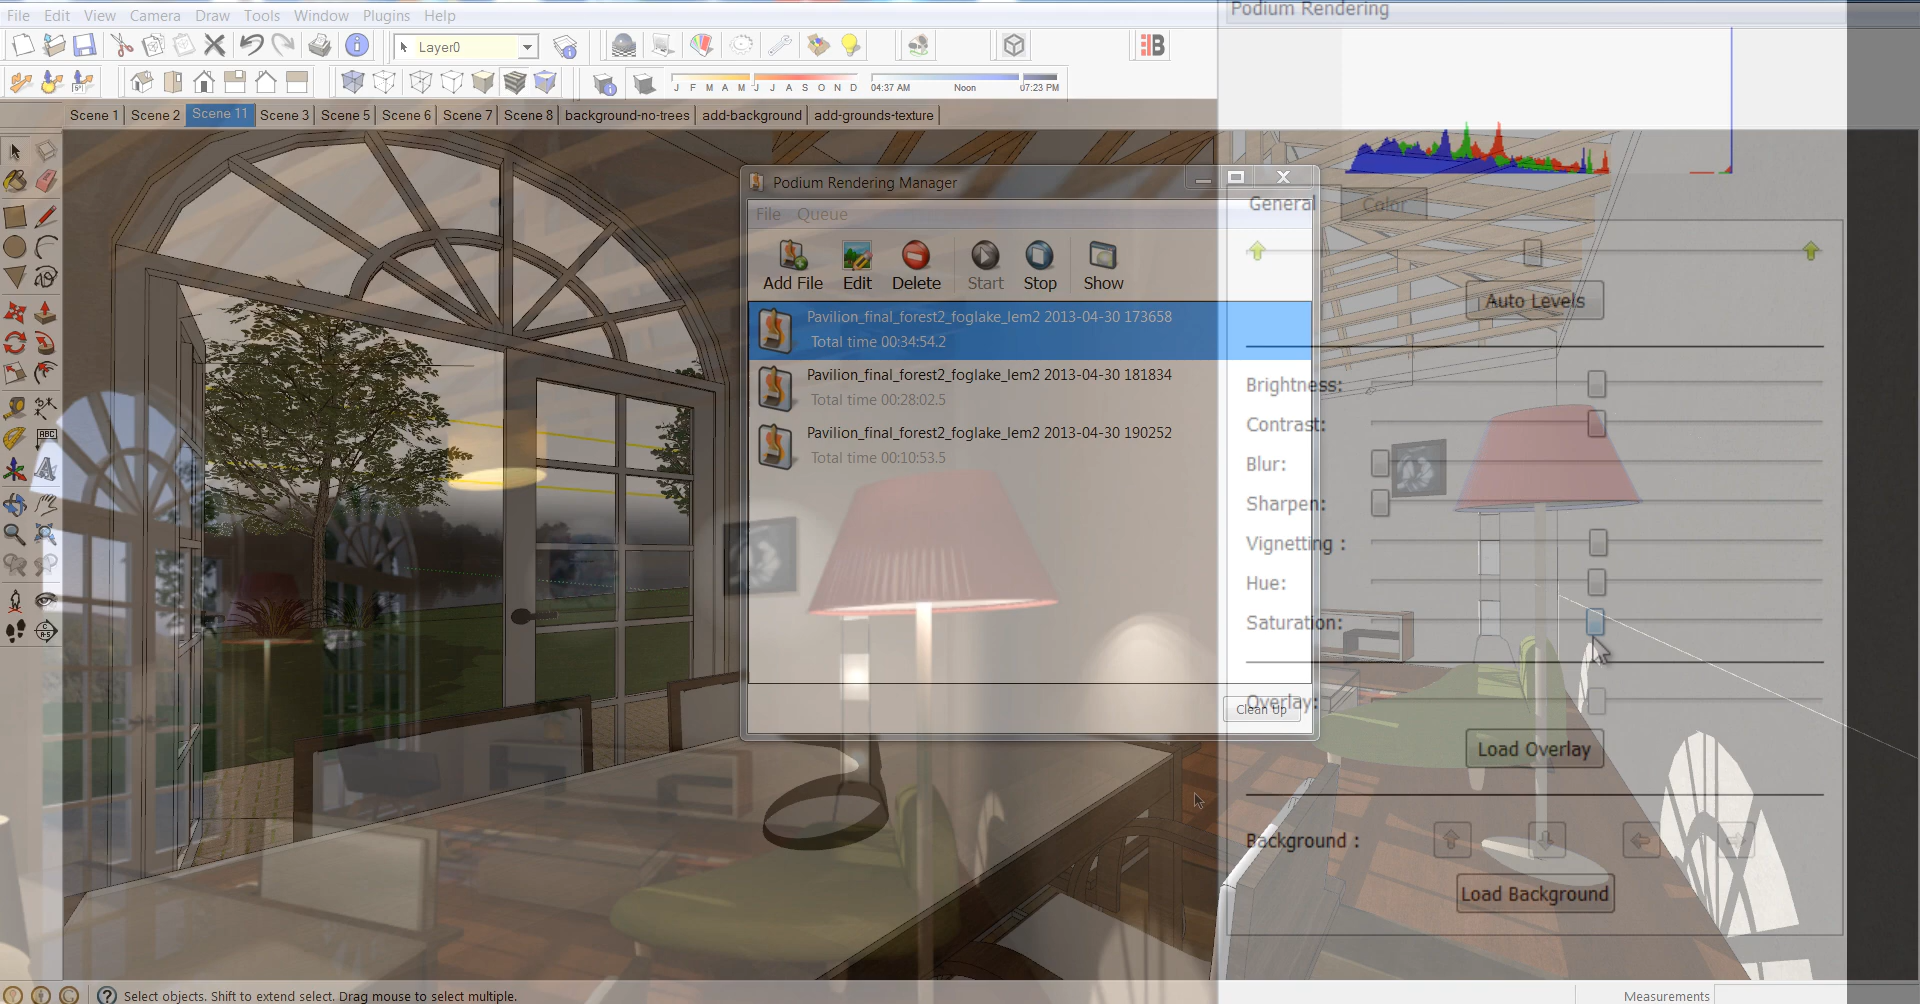 File Edit View Camera Draw Tools Window Plugins Help
Podium Rendering
Layer0
J F M A M J J A S O N D
04:37 AM Noon 07:23 PM
Scene 1 Scene 2 Scene 11 Scene 3 Scene 5 Scene 6 Scene 7 Scene 8 background-no-trees add-background add-grounds-texture
Podium Rendering Manager
File Queue
Add File Edit Delete Start Stop Show
Pavilion_final_forest2_foglake_lem2 2013-04-30 173658
Total time 00:34:54.2
Pavilion_final_forest2_foglake_lem2 2013-04-30 181834
Total time 00:28:02.5
Pavilion_final_forest2_foglake_lem2 2013-04-30 190252
Total time 00:10:53.5
Clean Up
General Color
Auto Levels
Brightness:
Contrast:
Blur:
Sharpen:
Vignetting :
Hue:
Saturation:
Overlay:
Load Overlay
Background :
Load Background
ABC
Select objects. Shift to extend select. Drag mouse to select multiple.
Measurements